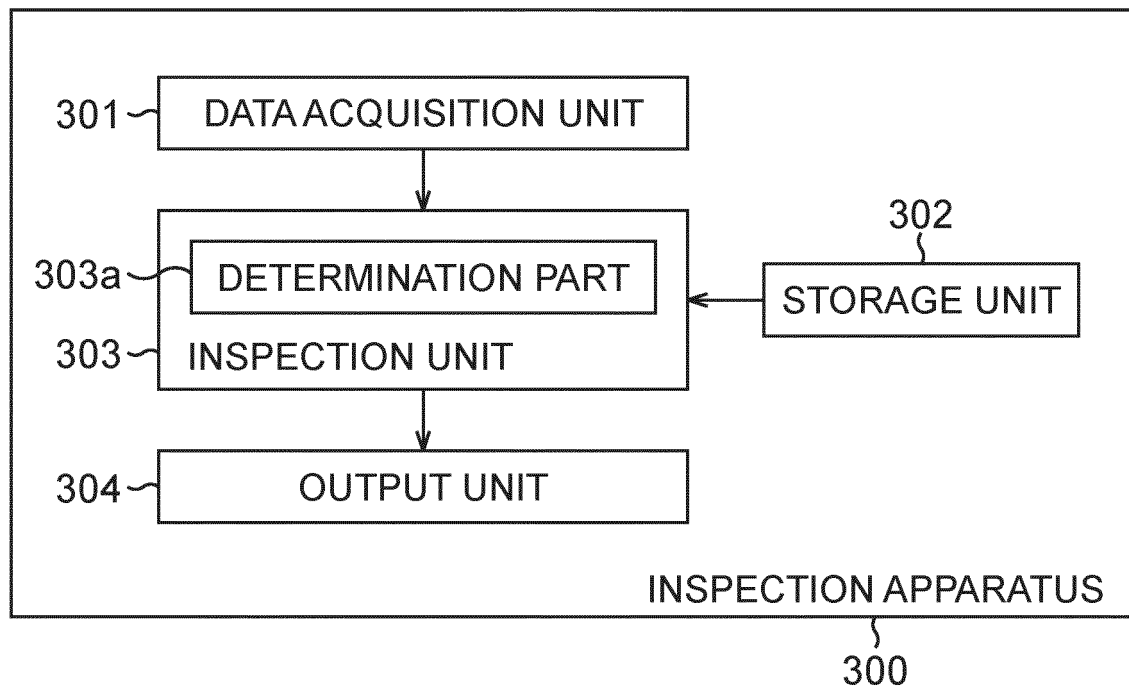 301
DATA ACQUISITION UNIT
302
303a
DETERMINATION PART
STORAGE UNIT
303
INSPECTION UNIT
304
OUTPUT UNIT
INSPECTION APPARATUS
300